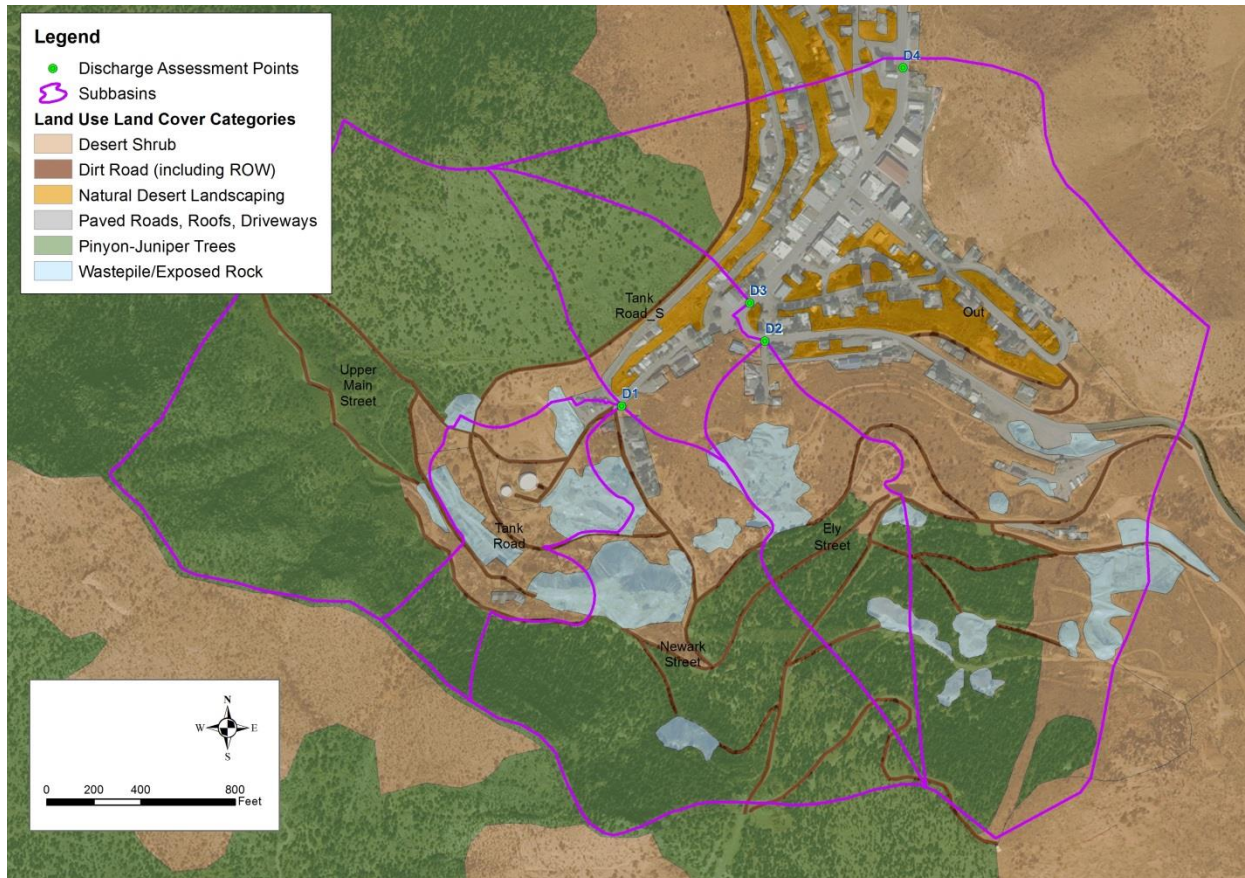 Legend
Discharge Assessment Points
Subbasins
Land Use Land Cover Categories
Desert Shrub
Dirt Road (including ROW)
Natural Desert Landscaping
Paved Roads, Roofs, Driveways
Pinyon-Juniper Trees
Wastepile/Exposed Rock
D4
D3
Tank
Road_S
Out
D2
Upper
Main
Street
D1
Tank
Road
Ely
Street
Newark
Street
N
W E
S
0 200 400 800
Feet